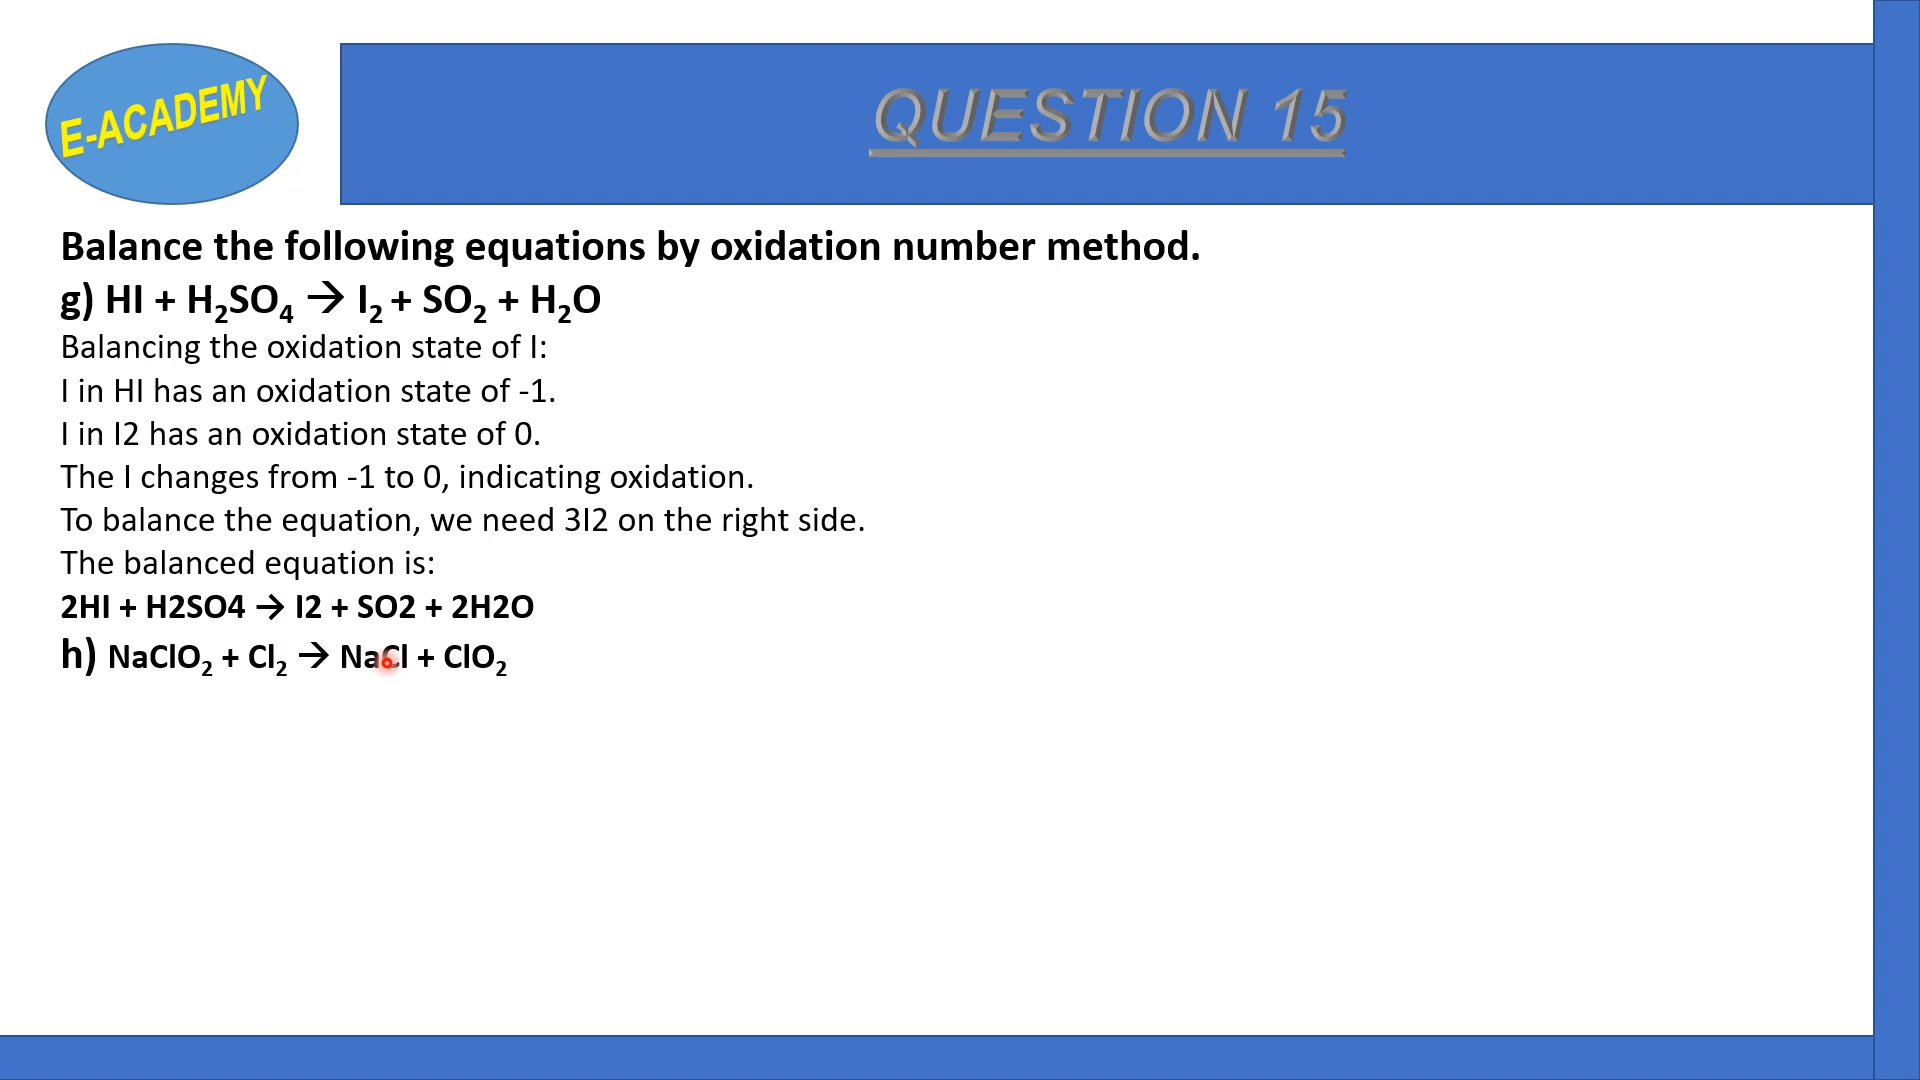 E-ACADEMY
QUESTION 15
Balance the following equations by oxidation number method.
g) HI + H₂SO₄ → I₂ + SO₂ + H₂O
Balancing the oxidation state of I:
I in HI has an oxidation state of -1.
I in I2 has an oxidation state of 0.
The I changes from -1 to 0, indicating oxidation.
To balance the equation, we need 3I2 on the right side.
The balanced equation is:
2HI + H2SO4 → I2 + SO2 + 2H2O
h) NaClO₂ + Cl₂ → NaCl + ClO₂